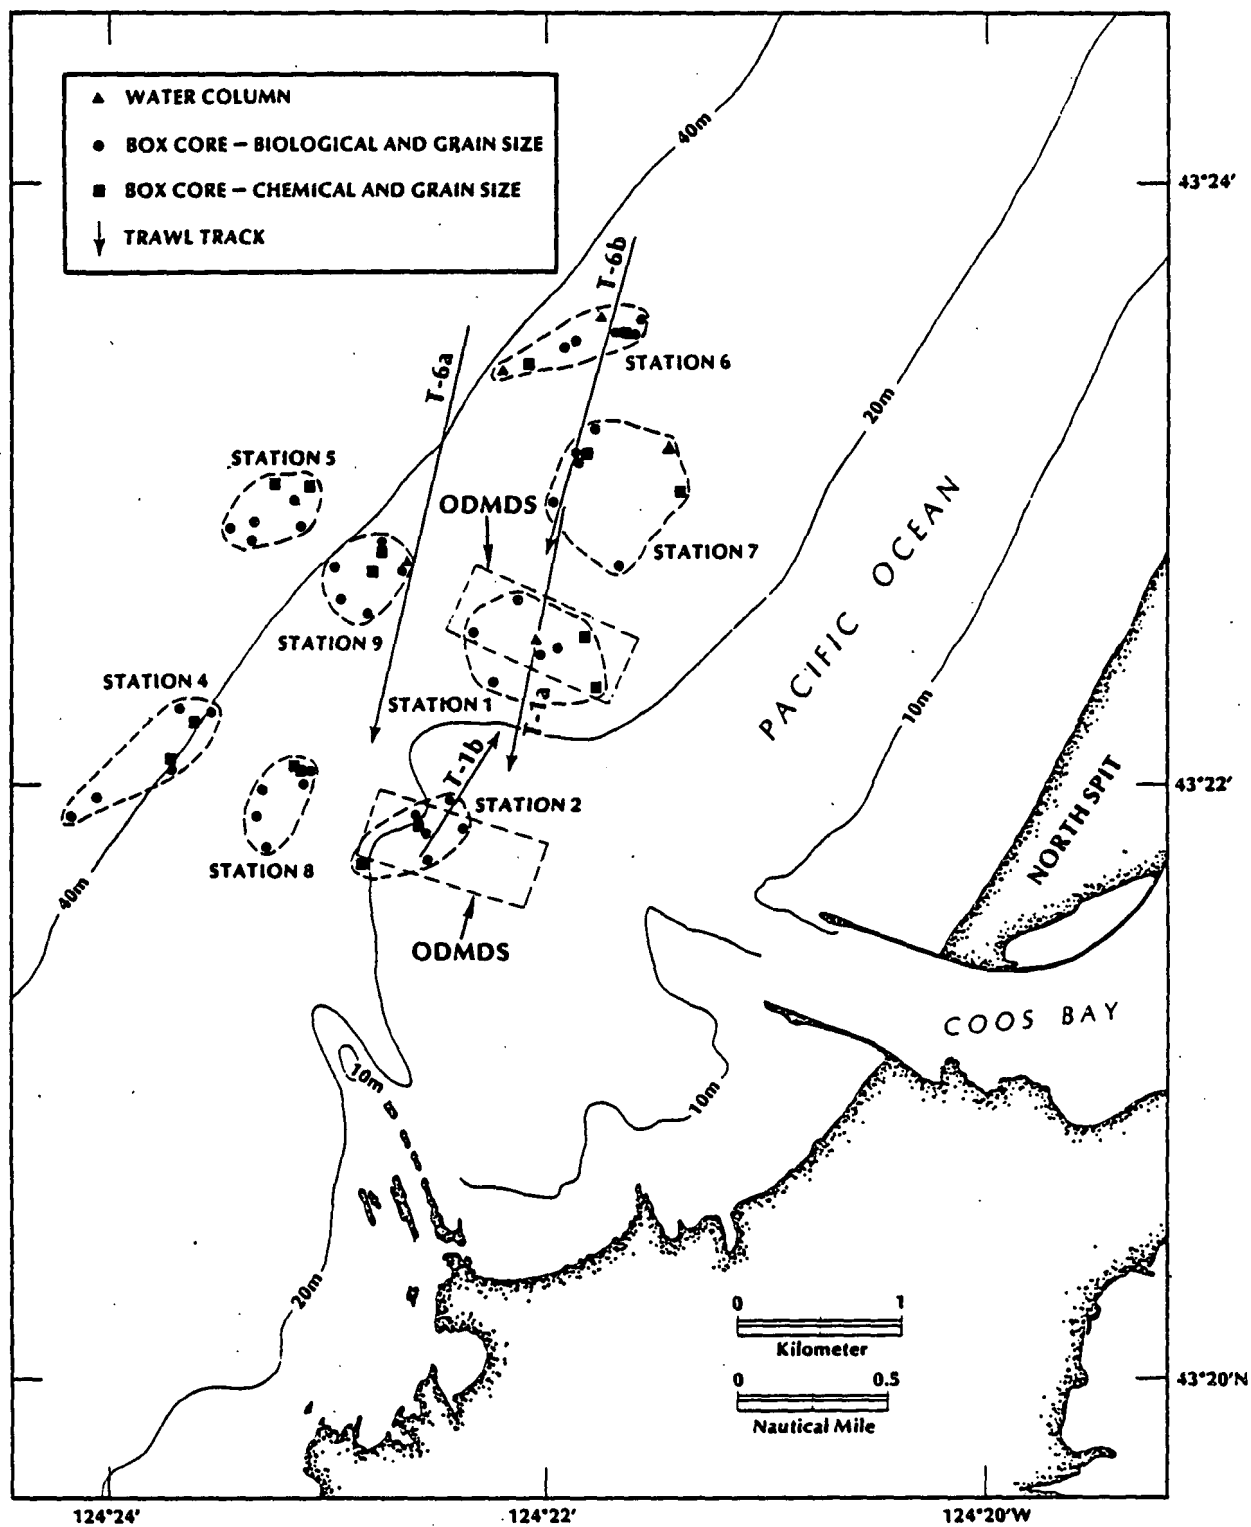 WATER COLUMN
BOX CORE – BIOLOGICAL AND GRAIN SIZE
BOX CORE – CHEMICAL AND GRAIN SIZE
TRAWL TRACK
40m
43°24'
T-6b
STATION 6
T-6a
20m
STATION 5
ODMDS
STATION 7
PACIFIC OCEAN
STATION 9
STATION 4
STATION 1
T-1a
10m
T-1b
43°22'
STATION 2
NORTH SPIT
STATION 8
40m
ODMDS
COOS BAY
10m
10m
20m
0 1
Kilometer
0 0.5
Nautical Mile
43°20'N
124°24'
124°22'
124°20'W